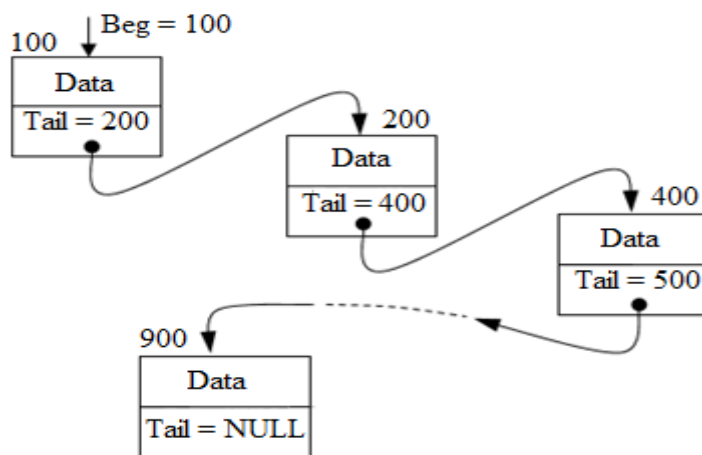 Beg = 100
100
Data
Tail = 200
200
Data
Tail = 400
400
Data
Tail = 500
900
Data
Tail = NULL